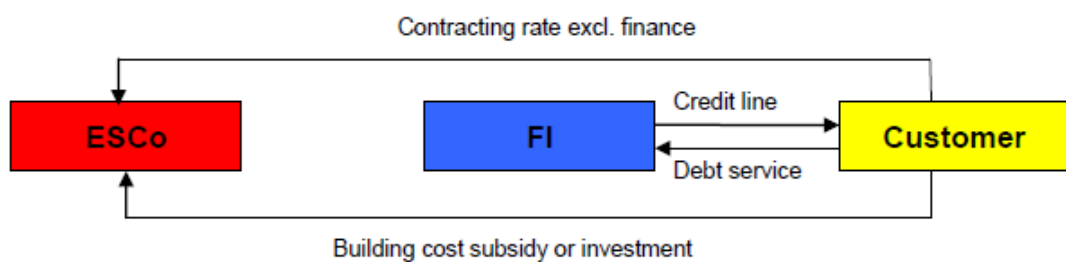 Contracting rate excl. finance
ESCo
FI
Credit line
Debt service
Customer
Building cost subsidy or investment